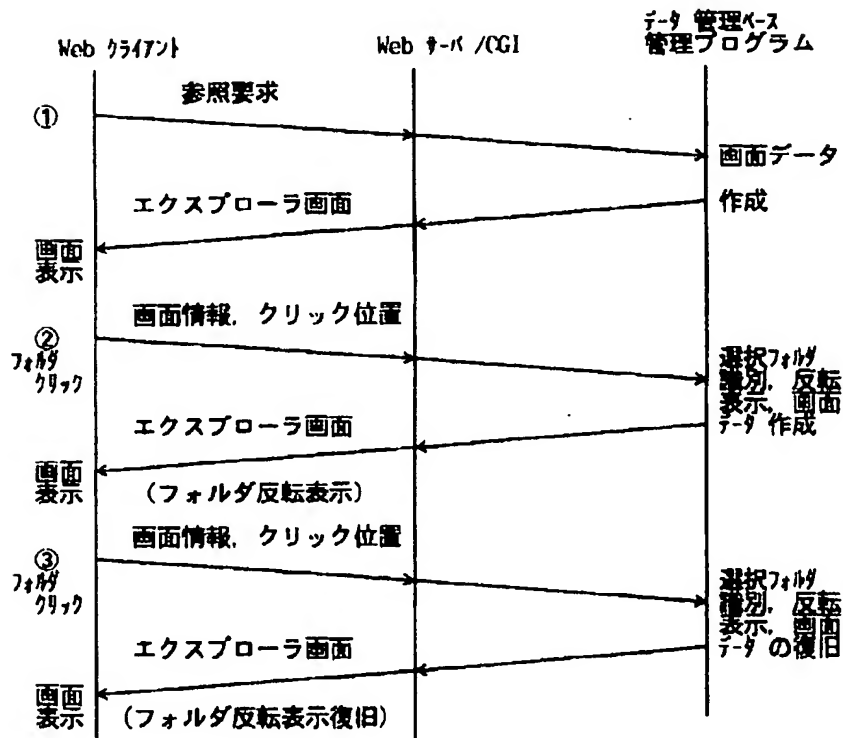 データ 管理ベース
Web クライアント
Web サーバ /CGI
管理プログラム
参照要求
①
画面データ
エクスプローラ画面
作成
画面
表示
画面情報, クリック位置
②
フォルダ
クリック
選択フォルダ
識別, 反転
表示, 画面
データ 作成
エクスプローラ画面
画面
表示
(フォルダ反転表示)
画面情報, クリック位置
③
フォルダ
クリック
選択フォルダ
識別, 反転
表示, 画面
データ の復旧
エクスプローラ画面
画面
表示
(フォルダ反転表示復旧)